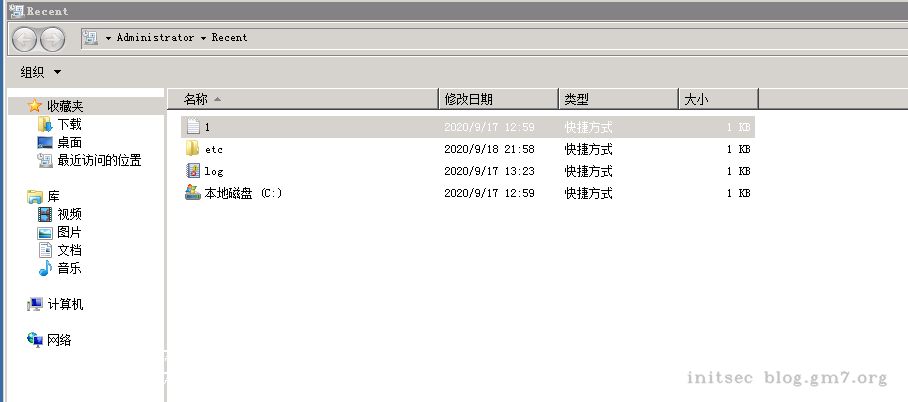 Recent
Administrator Recent
组织
名称 修改日期 类型 大小
收藏夹
下载
桌面
最近访问的位置
库
视频
图片
文档
音乐
计算机
网络
1 2020/9/17 12:59 快捷方式 1 KB
etc 2020/9/18 21:58 快捷方式 1 KB
log 2020/9/17 13:23 快捷方式 1 KB
本地磁盘 (C:) 2020/9/17 12:59 快捷方式 1 KB
initsec blog.gm7.org